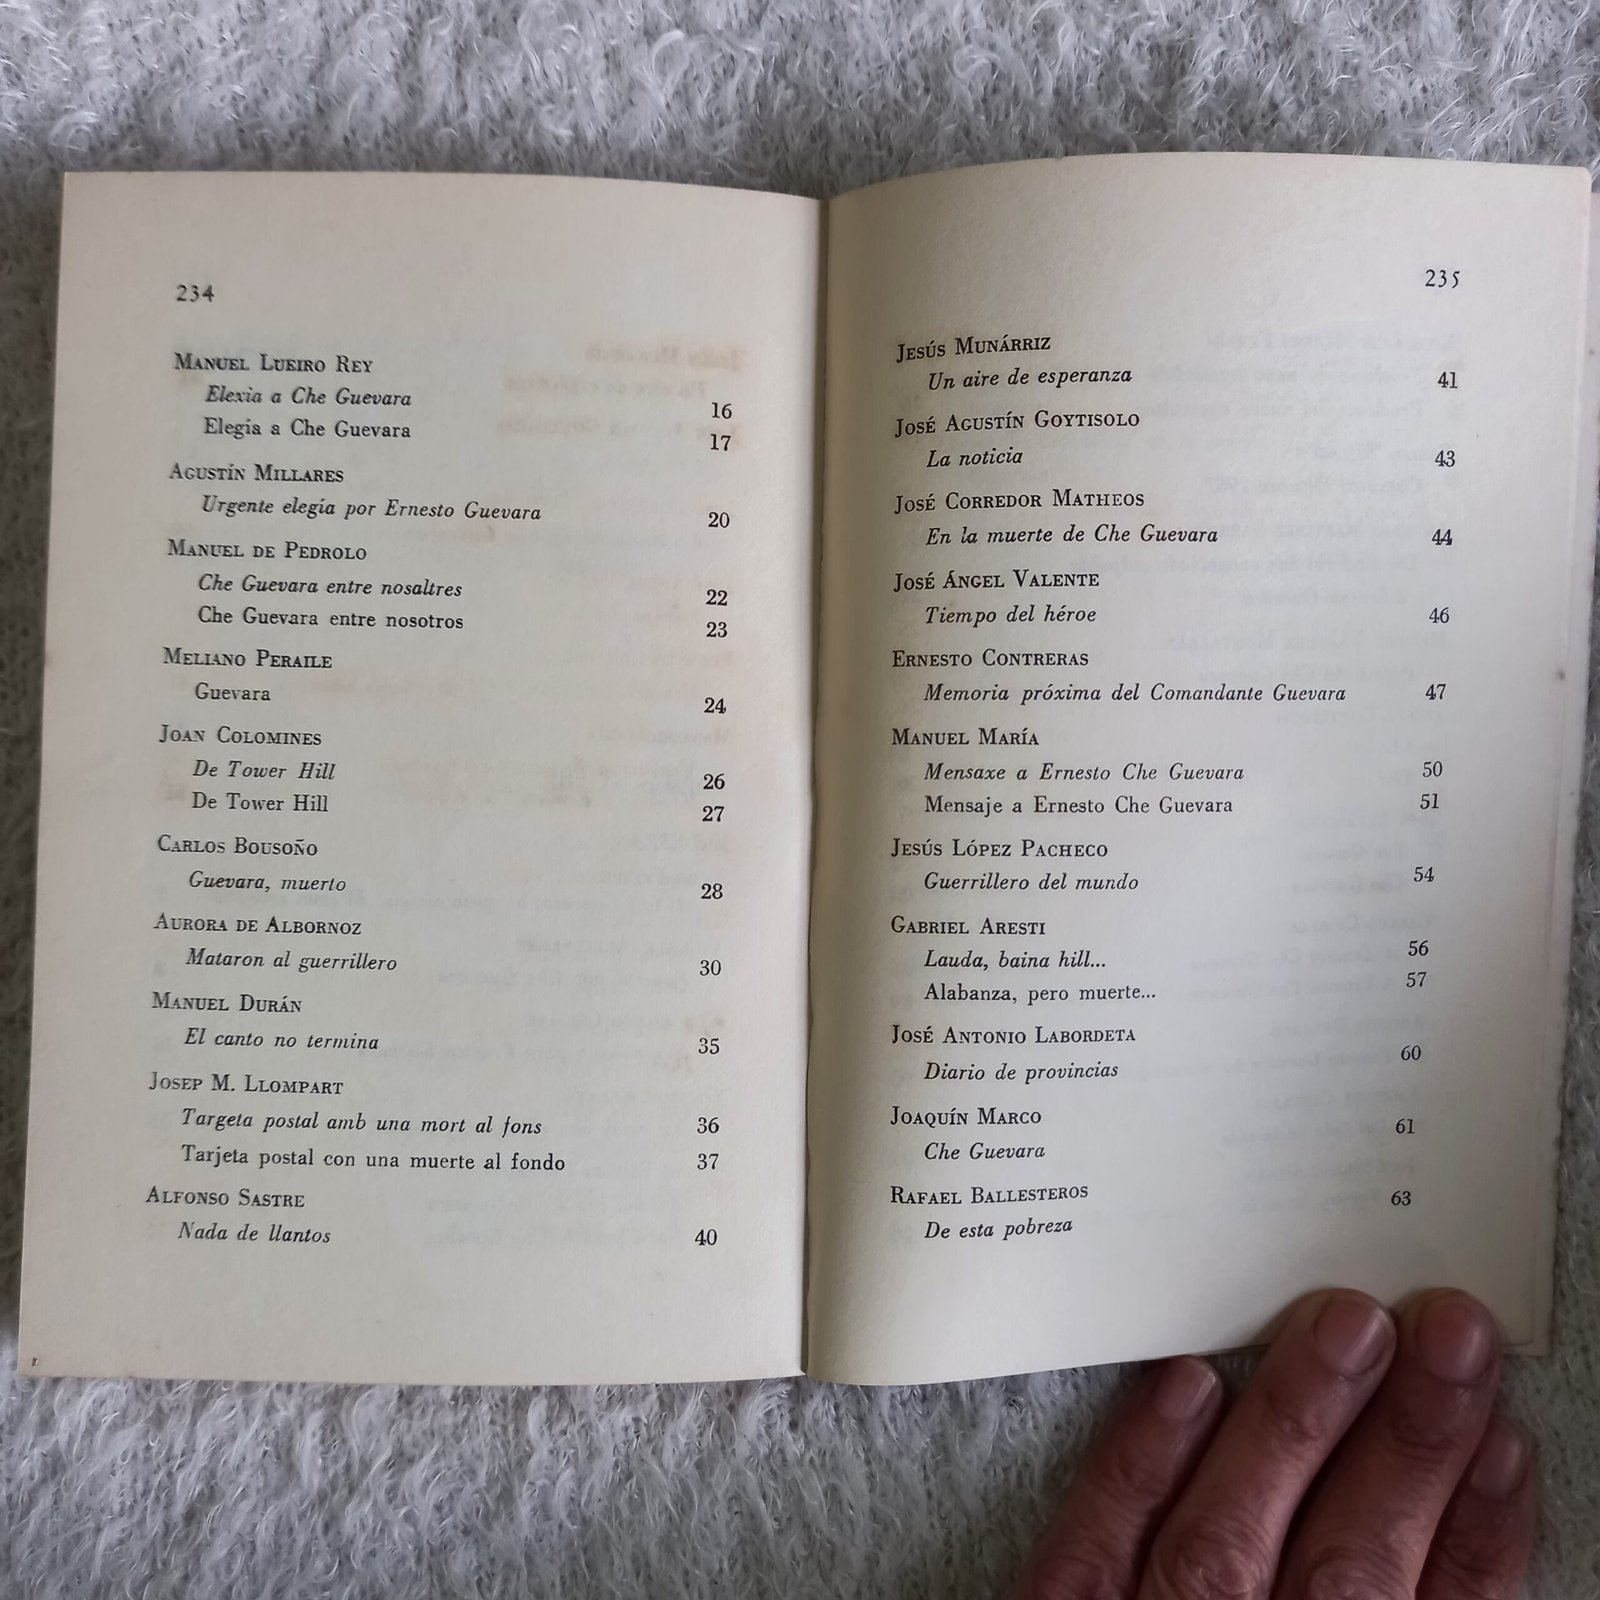 234
MANUEL LUEIRO REY
Elexia a Che Guevara 16
Elegía a Che Guevara 17
AGUSTÍN MILLARES
Urgente elegía por Ernesto Guevara 20
MANUEL DE PEDROLO
Che Guevara entre nosaltres 22
Che Guevara entre nosotros 23
MELIANO PERAILE
Guevara 24
JOAN COLOMINES
De Tower Hill 26
De Tower Hill 27
CARLOS BOUSOÑO
Guevara, muerto 28
AURORA DE ALBORNOZ
Mataron al guerrillero 30
MANUEL DURÁN
El canto no termina 35
JOSEP M. LLOMPART
Targeta postal amb una mort al fons 36
Tarjeta postal con una muerte al fondo 37
ALFONSO SASTRE
Nada de llantos 40
235
JESÚS MUNÁRRIZ
Un aire de esperanza 41
JOSÉ AGUSTÍN GOYTISOLO
La noticia 43
JOSÉ CORREDOR MATHEOS
En la muerte de Che Guevara 44
JOSÉ ÁNGEL VALENTE
Tiempo del héroe 46
ERNESTO CONTRERAS
Memoria próxima del Comandante Guevara 47
MANUEL MARÍA
Mensaxe a Ernesto Che Guevara 50
Mensaje a Ernesto Che Guevara 51
JESÚS LÓPEZ PACHECO
Guerrillero del mundo 54
GABRIEL ARESTI
Lauda, baina hill... 56
Alabanza, pero muerte... 57
JOSÉ ANTONIO LABORDETA
Diario de provincias 60
JOAQUÍN MARCO
Che Guevara 61
RAFAEL BALLESTEROS
De esta pobreza 63